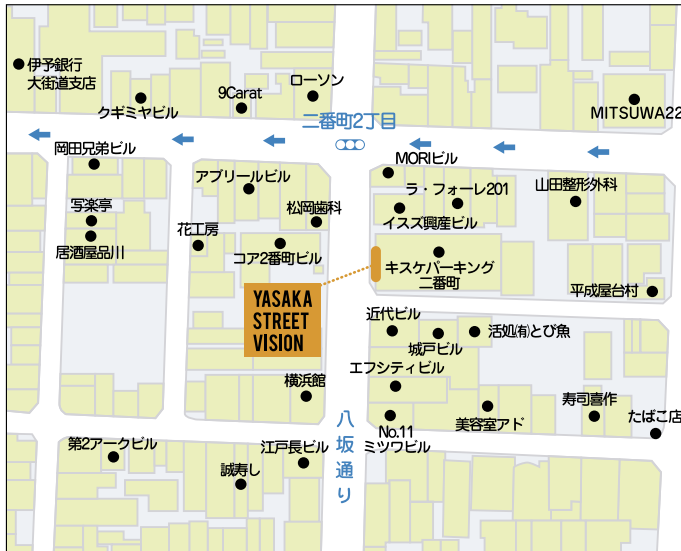 伊予銀行
大街道支店
クギミヤビル
9Carat
ローソン
MITSUWA22
二番町2丁目
岡田兄弟ビル
アブリールビル
MORIビル
ラ・フォーレ201
山田整形外科
写楽亭
松岡歯科
イスズ興産ビル
花工房
居酒屋品川
コア2番町ビル
キスケパーキング
二番町
平成屋台村
YASAKA
STREET
VISION
近代ビル
城戸ビル
活処(有)とび魚
エフシティビル
横浜館
美容室アド
寿司喜作
たばこ店
八坂通り
No.11
ミツワビル
第2アークビル
江戸長ビル
誠寿し